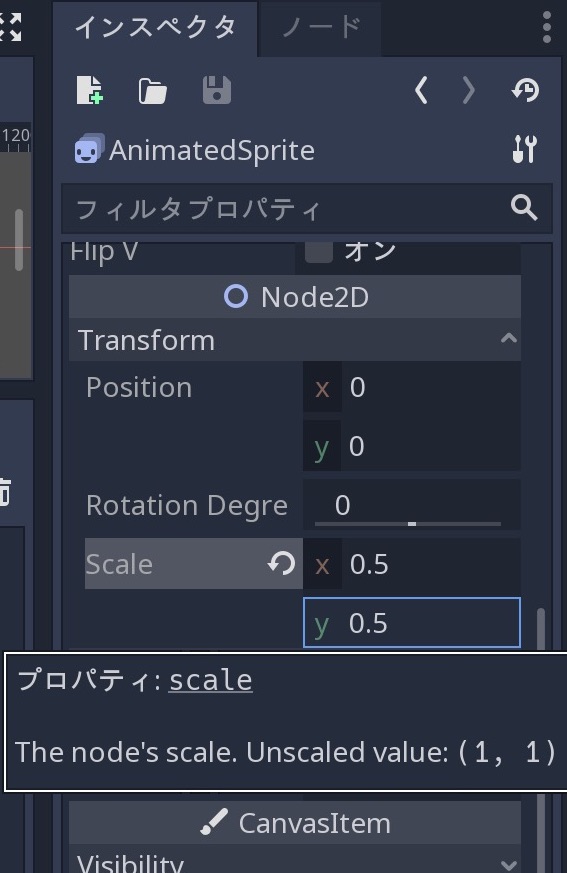 インスペクタ ノード
120
AnimatedSprite
フィルタプロパティ
Flip V オン
Node2D
Transform
Position x 0
y 0
Rotation Degre 0
Scale x 0.5
y 0.5
プロパティ: scale
The node's scale. Unscaled value: (1, 1)
CanvasItem
Visibility